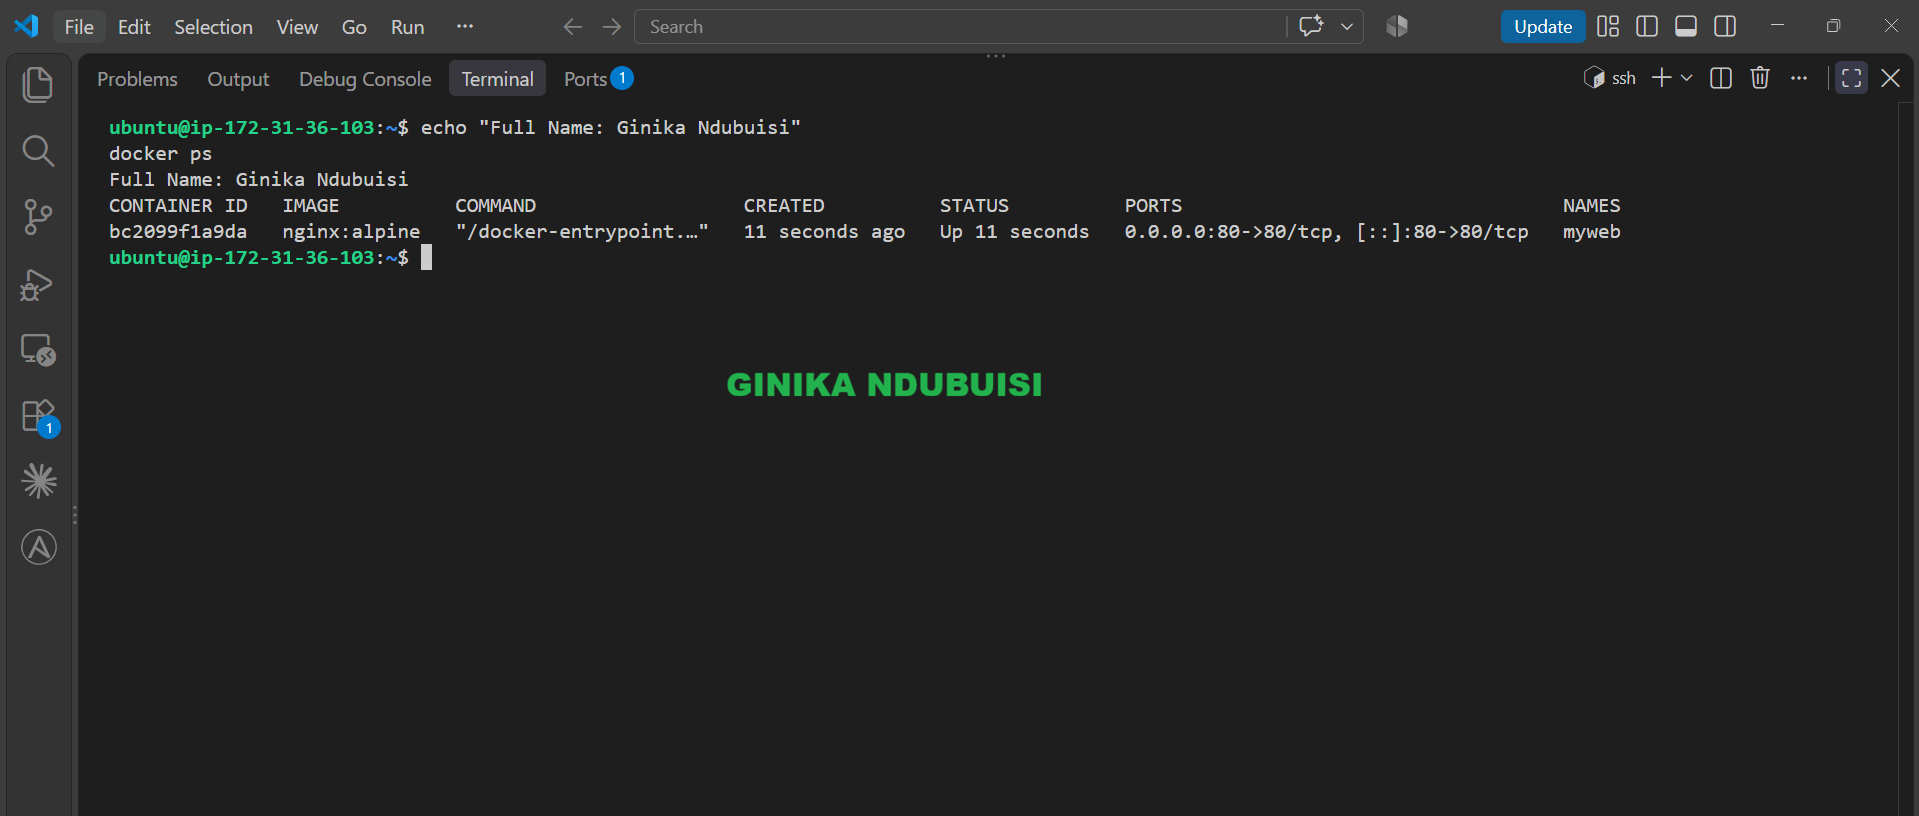 File Edit Selection View Go Run ··· Search Update
Problems Output Debug Console Terminal Ports 1 ssh
ubuntu@ip-172-31-36-103:~$ echo "Full Name: Ginika Ndubuisi"
docker ps
Full Name: Ginika Ndubuisi
CONTAINER ID IMAGE COMMAND CREATED STATUS PORTS NAMES
bc2099f1a9da nginx:alpine "/docker-entrypoint.…" 11 seconds ago Up 11 seconds 0.0.0.0:80->80/tcp, [::]:80->80/tcp myweb
ubuntu@ip-172-31-36-103:~$
GINIKA NDUBUISI
1